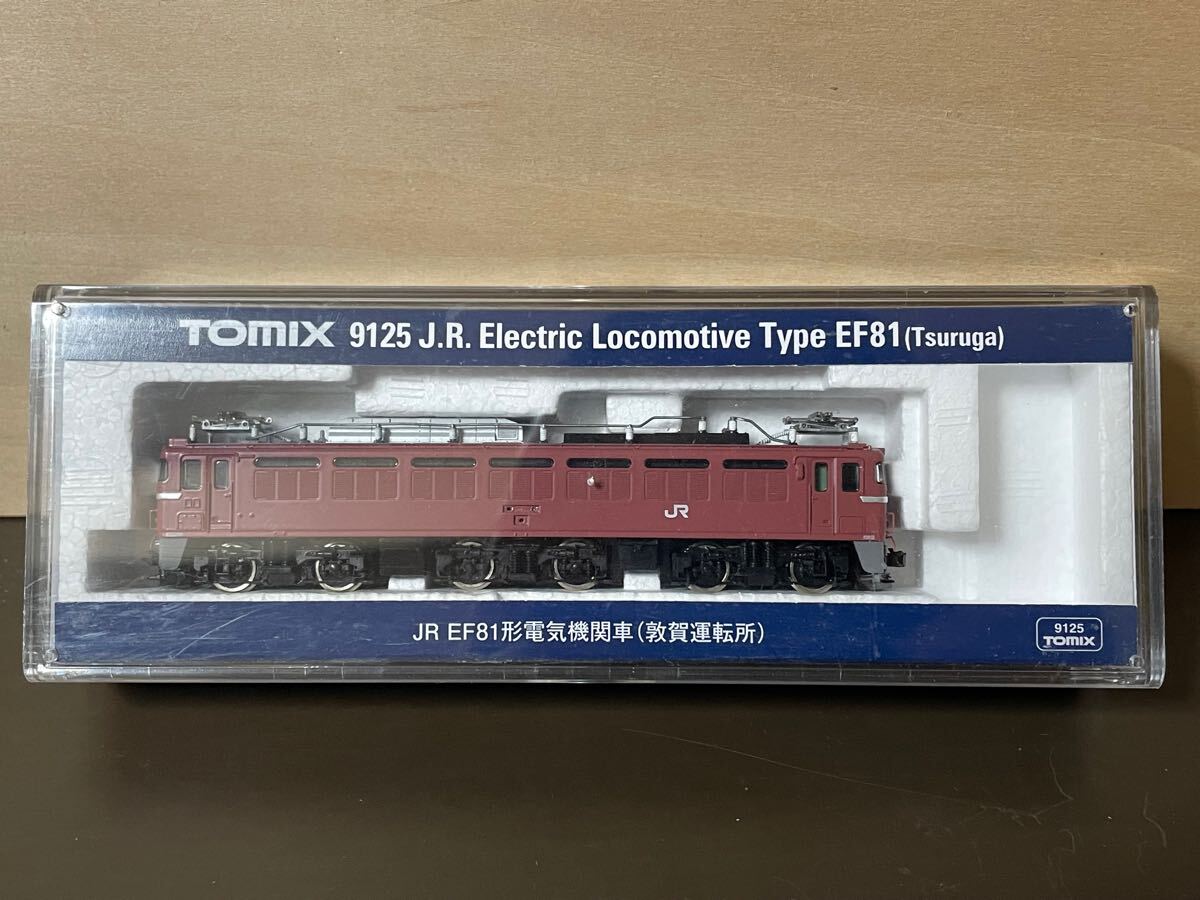 TOMIX 9125 J.R. Electric Locomotive Type EF81(Tsuruga)
JR
JR EF81形電気機関車(敦賀運転所)
9125
TOMIX